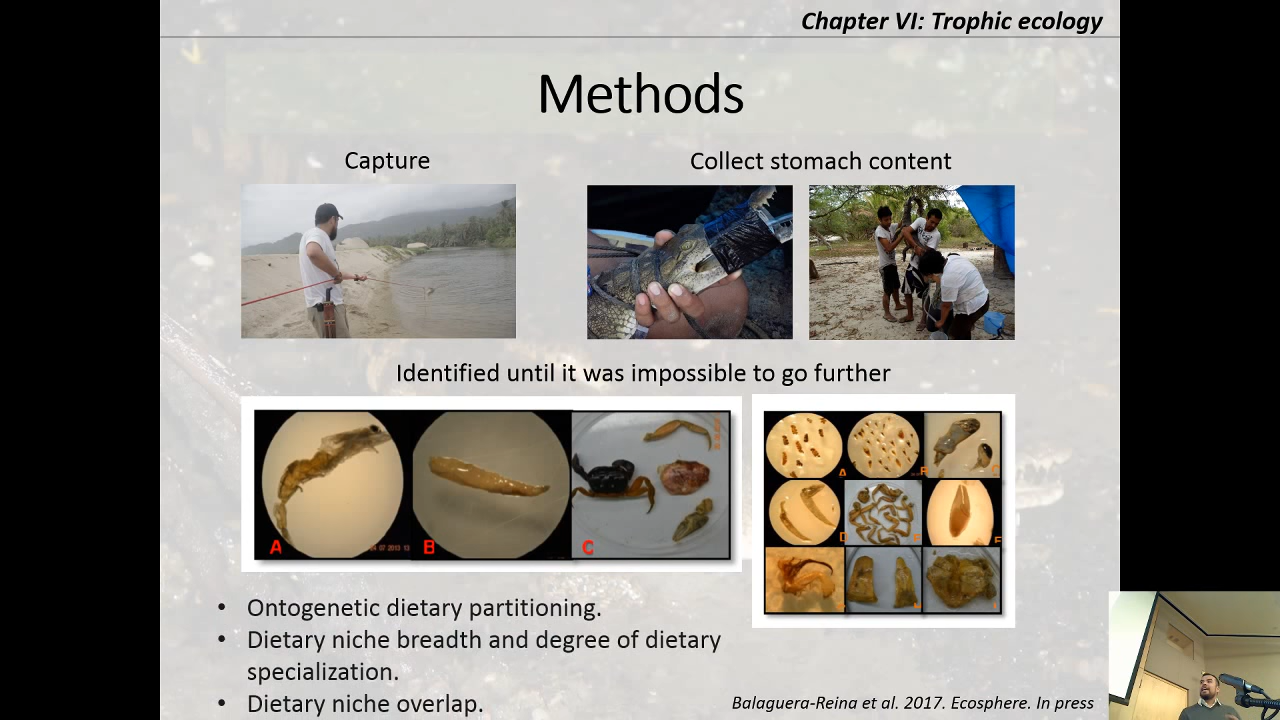 Chapter VI: Trophic ecology
Methods
Capture
Collect stomach content
Identified until it was impossible to go further
A
B
C
A
D
• Ontogenetic dietary partitioning.
• Dietary niche breadth and degree of dietary
specialization.
• Dietary niche overlap.
Balaguera-Reina et al. 2017. Ecosphere. In press